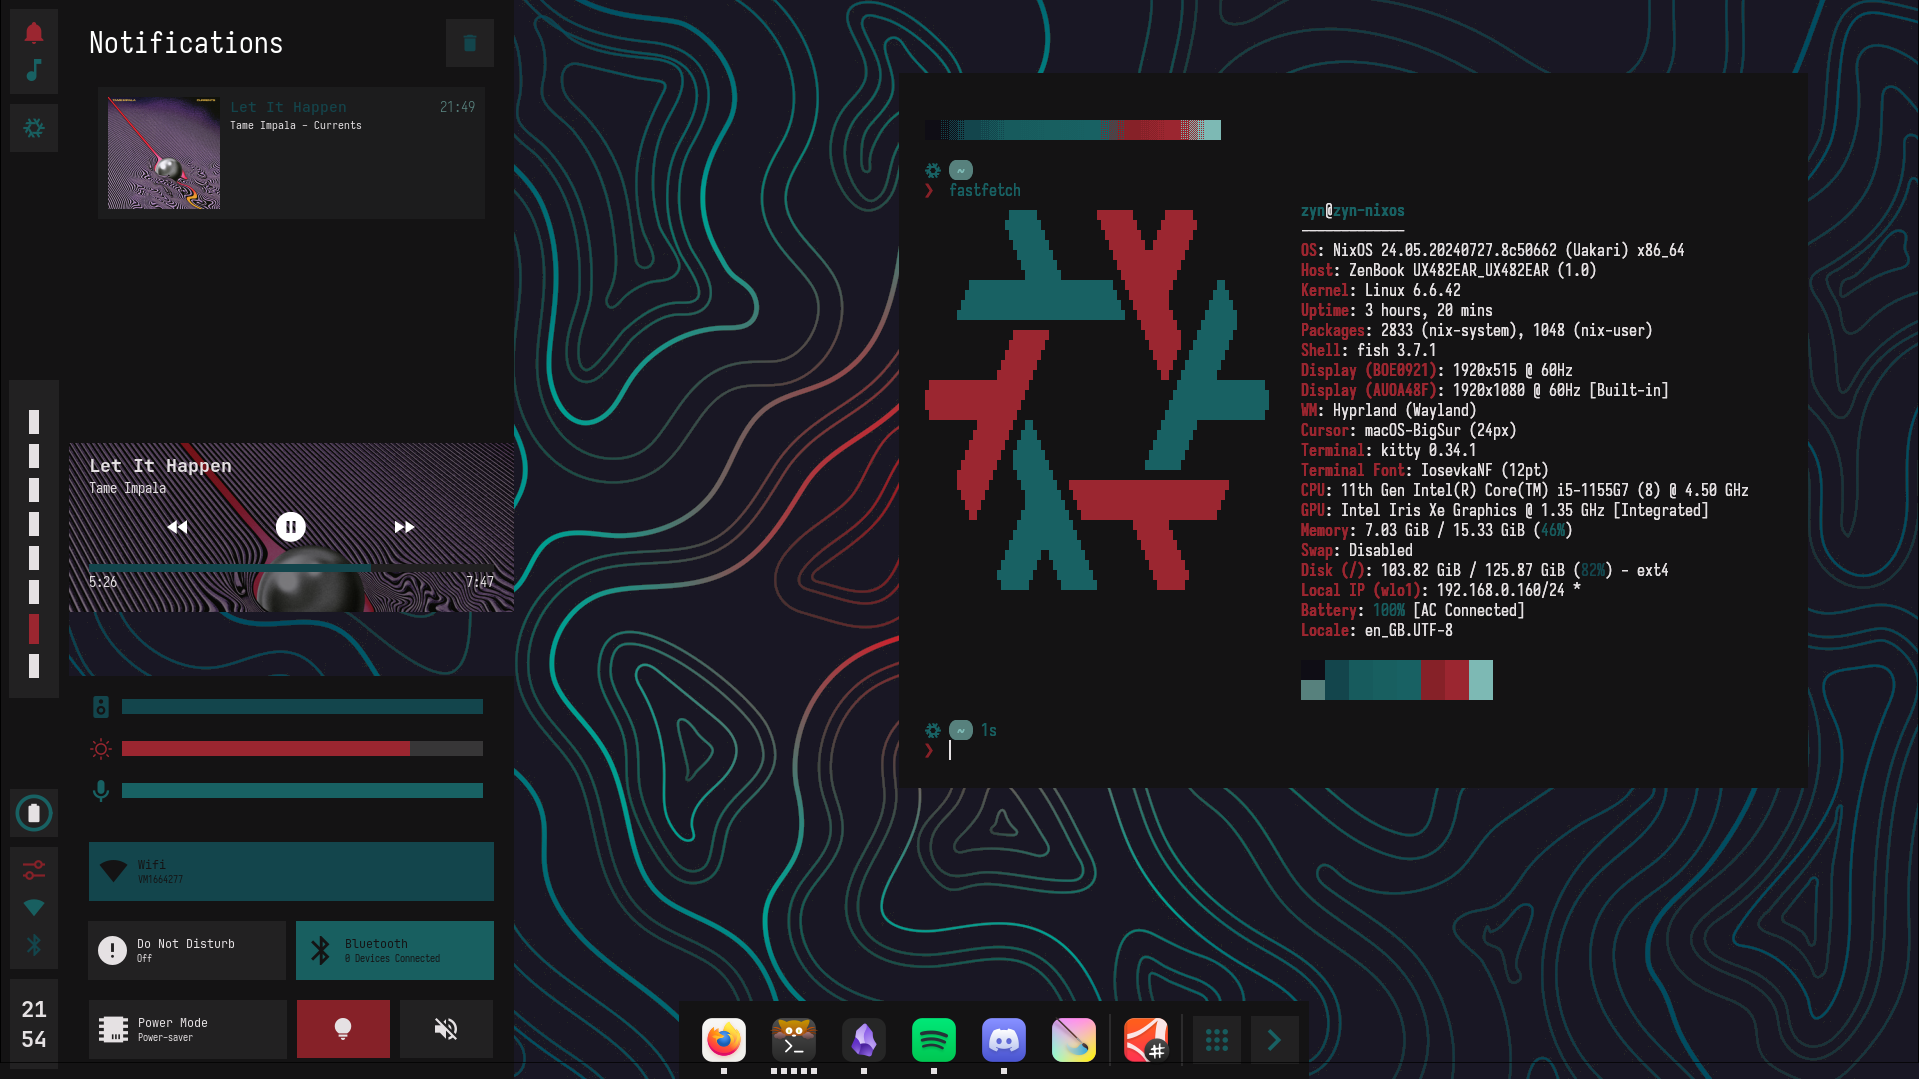 Notifications
Let It Happen
21:49
Tame Impala - Currents
Let It Happen
Tame Impala
5:26
7:47
Wifi
VM1664277
Do Not Disturb
Off
Bluetooth
0 Devices Connected
Power Mode
Power-saver
21
54
~
❯ fastfetch
zyn@zyn-nixos
-------------
OS: NixOS 24.05.20240727.8c50662 (Uakari) x86_64
Host: ZenBook UX482EAR_UX482EAR (1.0)
Kernel: Linux 6.6.42
Uptime: 3 hours, 20 mins
Packages: 2833 (nix-system), 1048 (nix-user)
Shell: fish 3.7.1
Display (BOE0921): 1920x515 @ 60Hz
Display (AUOA48F): 1920x1080 @ 60Hz [Built-in]
WM: Hyprland (Wayland)
Cursor: macOS-BigSur (24px)
Terminal: kitty 0.34.1
Terminal Font: IosevkaNF (12pt)
CPU: 11th Gen Intel(R) Core(TM) i5-1155G7 (8) @ 4.50 GHz
GPU: Intel Iris Xe Graphics @ 1.35 GHz [Integrated]
Memory: 7.03 GiB / 15.33 GiB (46%)
Swap: Disabled
Disk (/): 103.82 GiB / 125.87 GiB (82%) - ext4
Local IP (wlo1): 192.168.0.160/24 *
Battery: 100% [AC Connected]
Locale: en_GB.UTF-8
~ 1s
❯